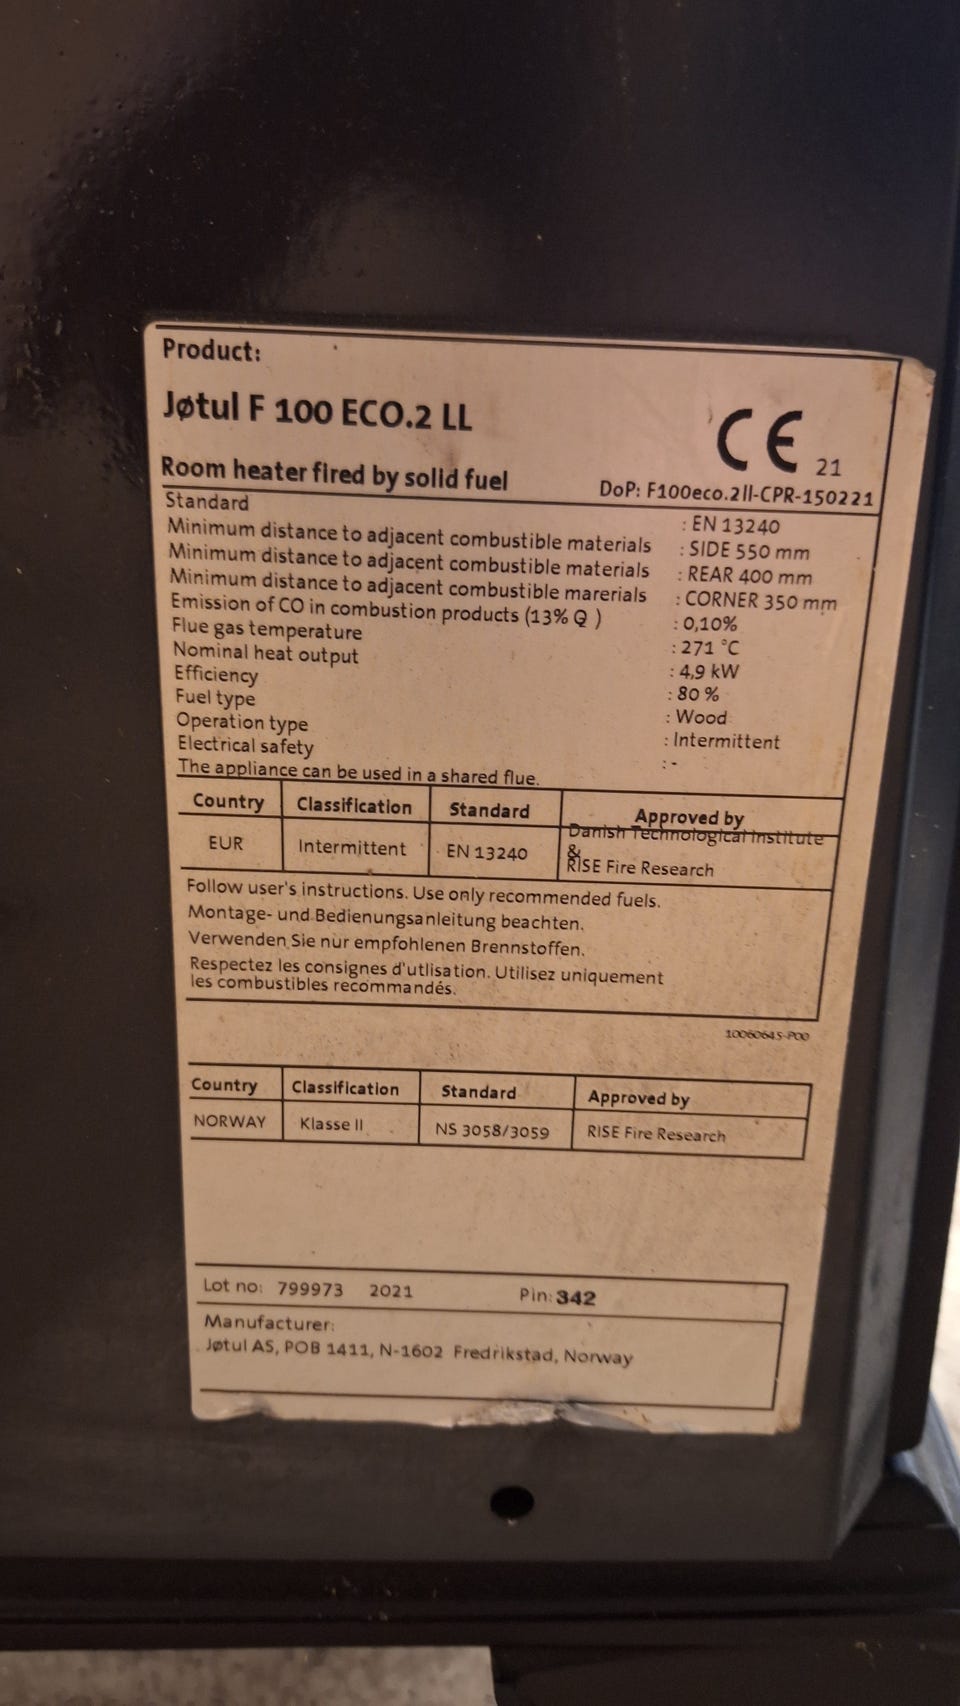 Product:
Jøtul F 100 ECO.2 LL
CE 21
Room heater fired by solid fuel
DoP: F100eco.2ll-CPR-150221
Standard : EN 13240
Minimum distance to adjacent combustible materials : SIDE 550 mm
Minimum distance to adjacent combustible materials : REAR 400 mm
Minimum distance to adjacent combustible marerials : CORNER 350 mm
Emission of CO in combustion products (13% Q ) : 0,10%
Flue gas temperature : 271 °C
Nominal heat output : 4,9 kW
Efficiency : 80 %
Fuel type : Wood
Operation type : Intermittent
Electrical safety : -
The appliance can be used in a shared flue.
Country Classification Standard Approved by
EUR Intermittent EN 13240 Danish Technological Institute
&
RISE Fire Research
Follow user's instructions. Use only recommended fuels.
Montage- und Bedienungsanleitung beachten.
Verwenden Sie nur empfohlenen Brennstoffen.
Respectez les consignes d'utlisation. Utilisez uniquement
les combustibles recommandés.
10060645-P00
Country Classification Standard Approved by
NORWAY Klasse II NS 3058/3059 RISE Fire Research
Lot no: 799973 2021 Pin: 342
Manufacturer:
Jøtul AS, POB 1411, N-1602 Fredrikstad, Norway